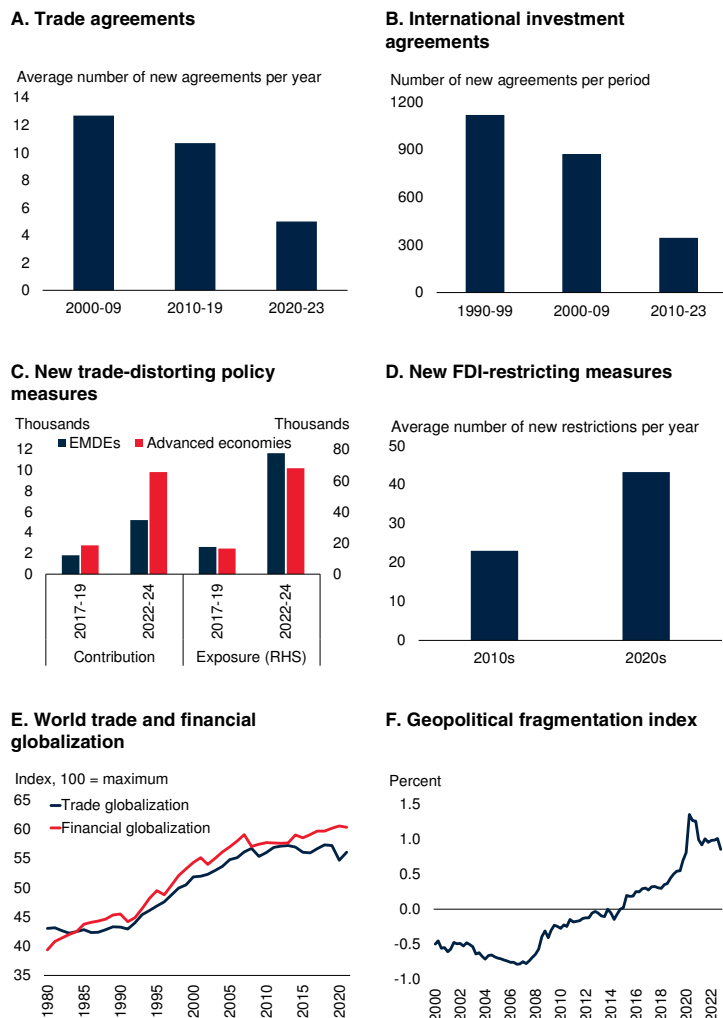 A. Trade agreements
Average number of new agreements per year
14
12
10
8
6
4
2
0
2000-09 2010-19 2020-23
B. International investment
agreements
Number of new agreements per period
1200
900
600
300
0
1990-99 2000-09 2010-23
C. New trade-distorting policy
measures
Thousands Thousands
EMDEs Advanced economies
12 80
10
60
8
6 40
4
20
2
0 0
2017-19 2022-24 2017-19 2022-24
Contribution Exposure (RHS)
D. New FDI-restricting measures
Average number of new restrictions per year
50
40
30
20
10
0
2010s 2020s
E. World trade and financial
globalization
Index, 100 = maximum
65
60
55
50
45
40
35
Trade globalization
Financial globalization
1980 1985 1990 1995 2000 2005 2010 2015 2020
F. Geopolitical fragmentation index
Percent
1.5
1.0
0.5
0.0
-0.5
-1.0
2000 2002 2004 2006 2008 2010 2012 2014 2016 2018 2020 2022